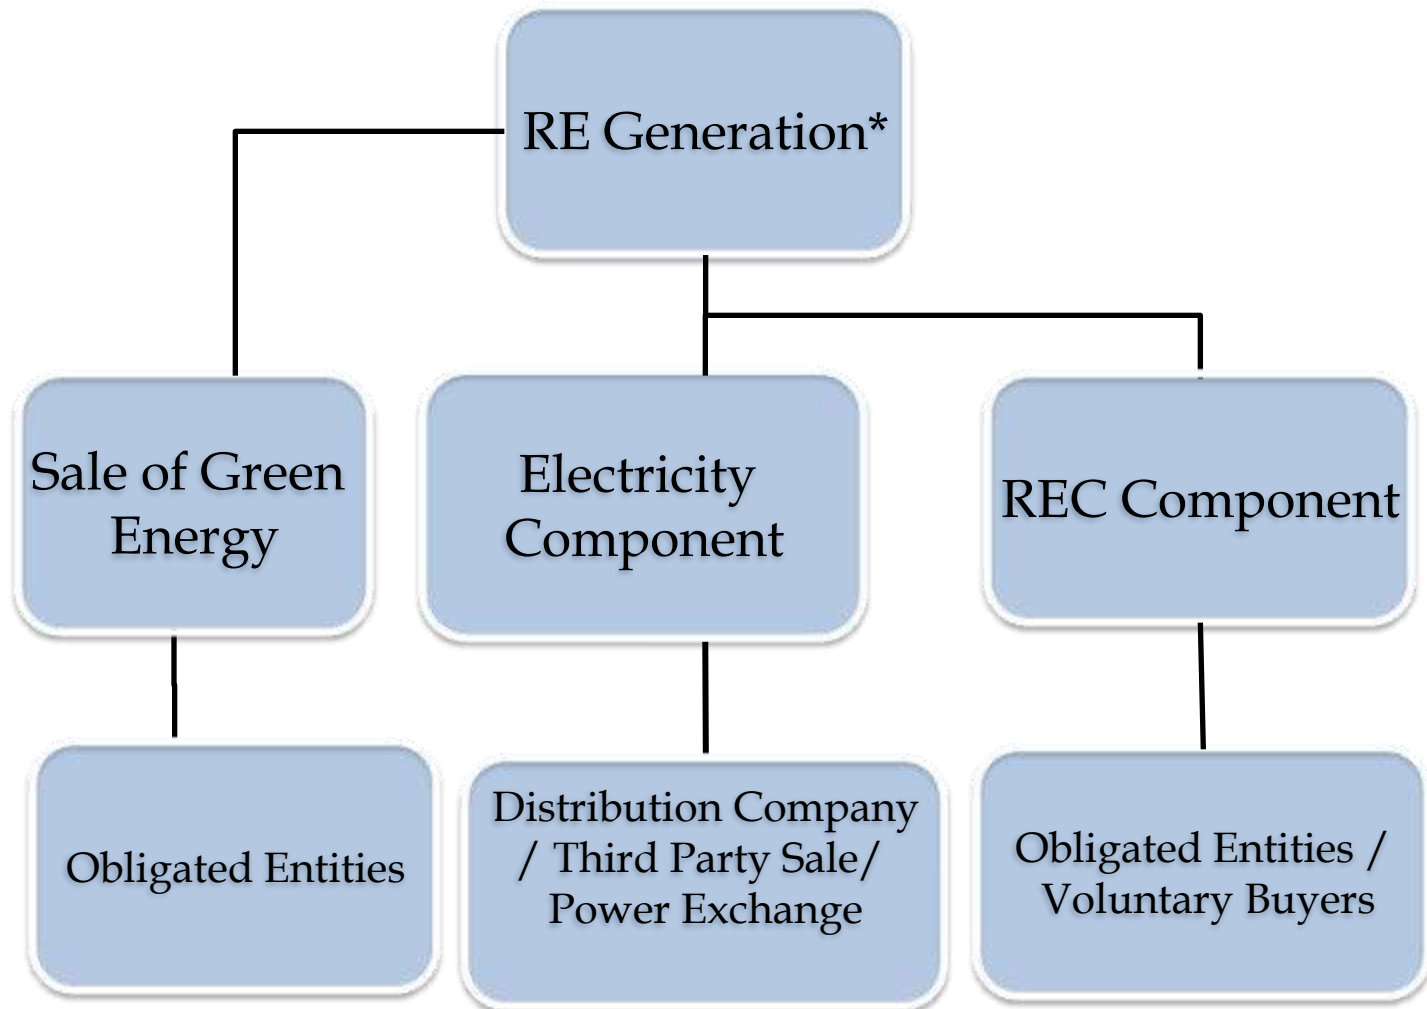 RE Generation*
Sale of Green
Energy
Electricity
Component
REC Component
Obligated Entities
Distribution Company
/ Third Party Sale/
Power Exchange
Obligated Entities /
Voluntary Buyers